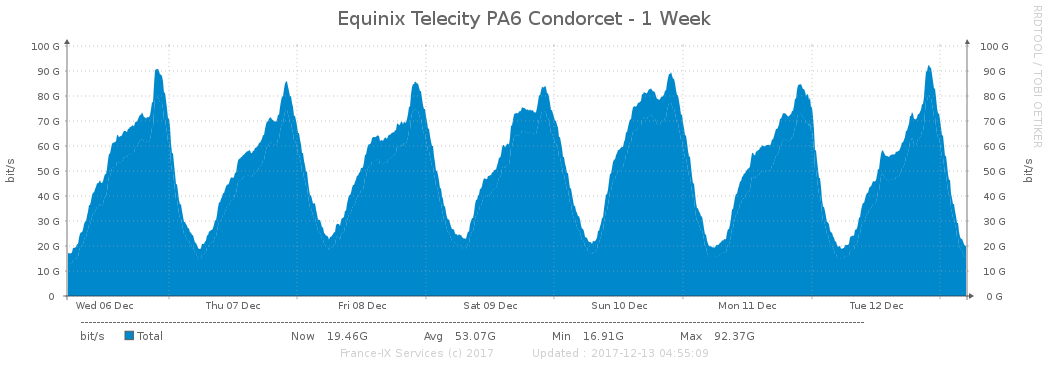 Equinix Telecity PA6 Condorcet - 1 Week
RRDTOOL / TOBI OETIKER
bit/s
100 G
90 G
80 G
70 G
60 G
50 G
40 G
30 G
20 G
10 G
0
100 G
90 G
80 G
70 G
60 G
50 G
40 G
30 G
20 G
10 G
0 G
bit/s
Wed 06 Dec Thu 07 Dec Fri 08 Dec Sat 09 Dec Sun 10 Dec Mon 11 Dec Tue 12 Dec
bit/s Total Now 19.46G Avg 53.07G Min 16.91G Max 92.37G
France-IX Services (c) 2017 Updated : 2017-12-13 04:55:09